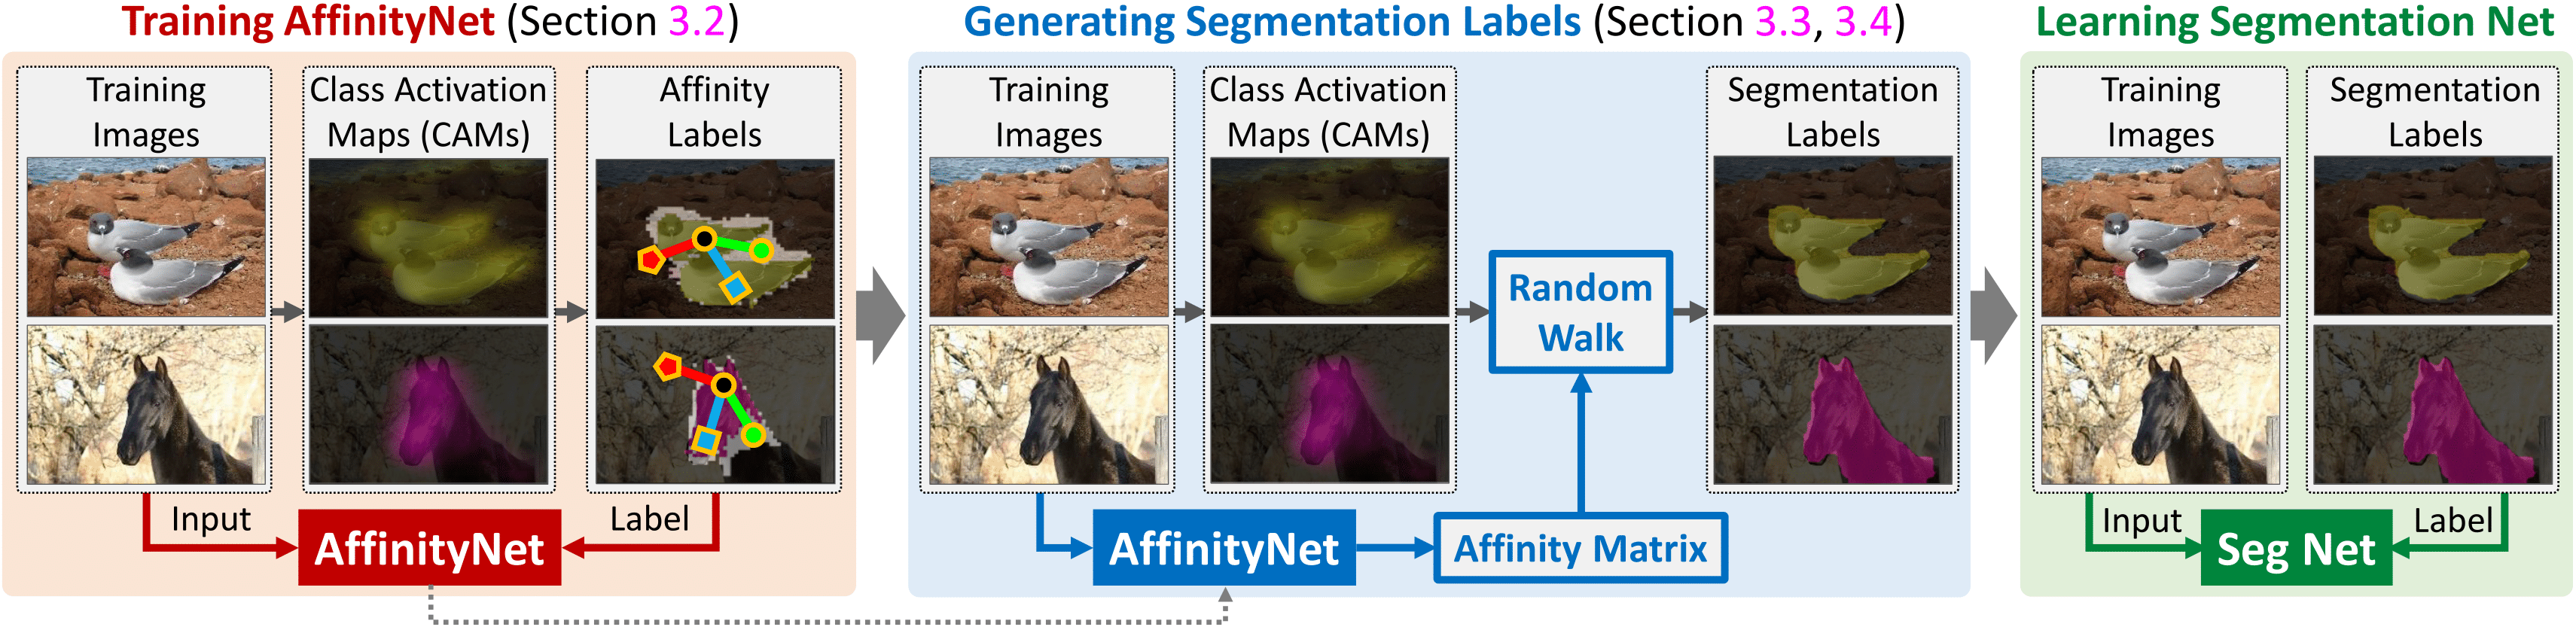 Training AffinityNet (Section 3.2)
Training
Images
Class Activation
Maps (CAMs)
Affinity
Labels
Input
Label
AffinityNet
Generating Segmentation Labels (Section 3.3, 3.4)
Training
Images
Class Activation
Maps (CAMs)
Random
Walk
Segmentation
Labels
AffinityNet
Affinity Matrix
Learning Segmentation Net
Training
Images
Segmentation
Labels
Input
Label
Seg Net